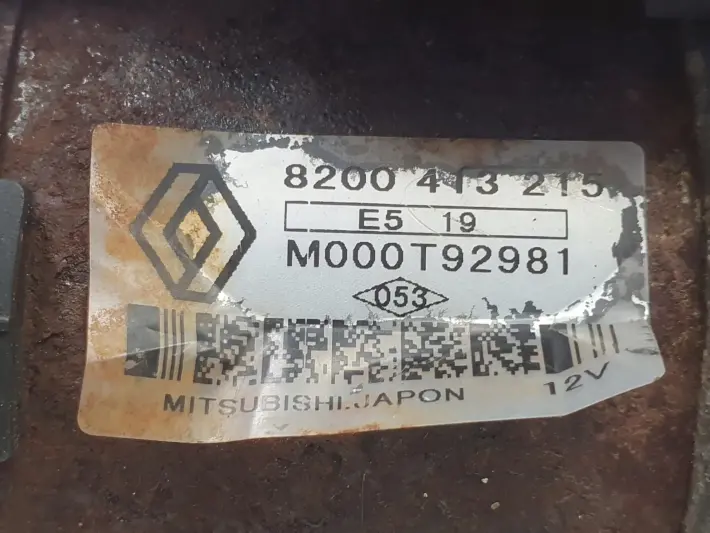 8200 413 215
E5 19
M000T92981
053
MITSUBISHI.JAPON
12V